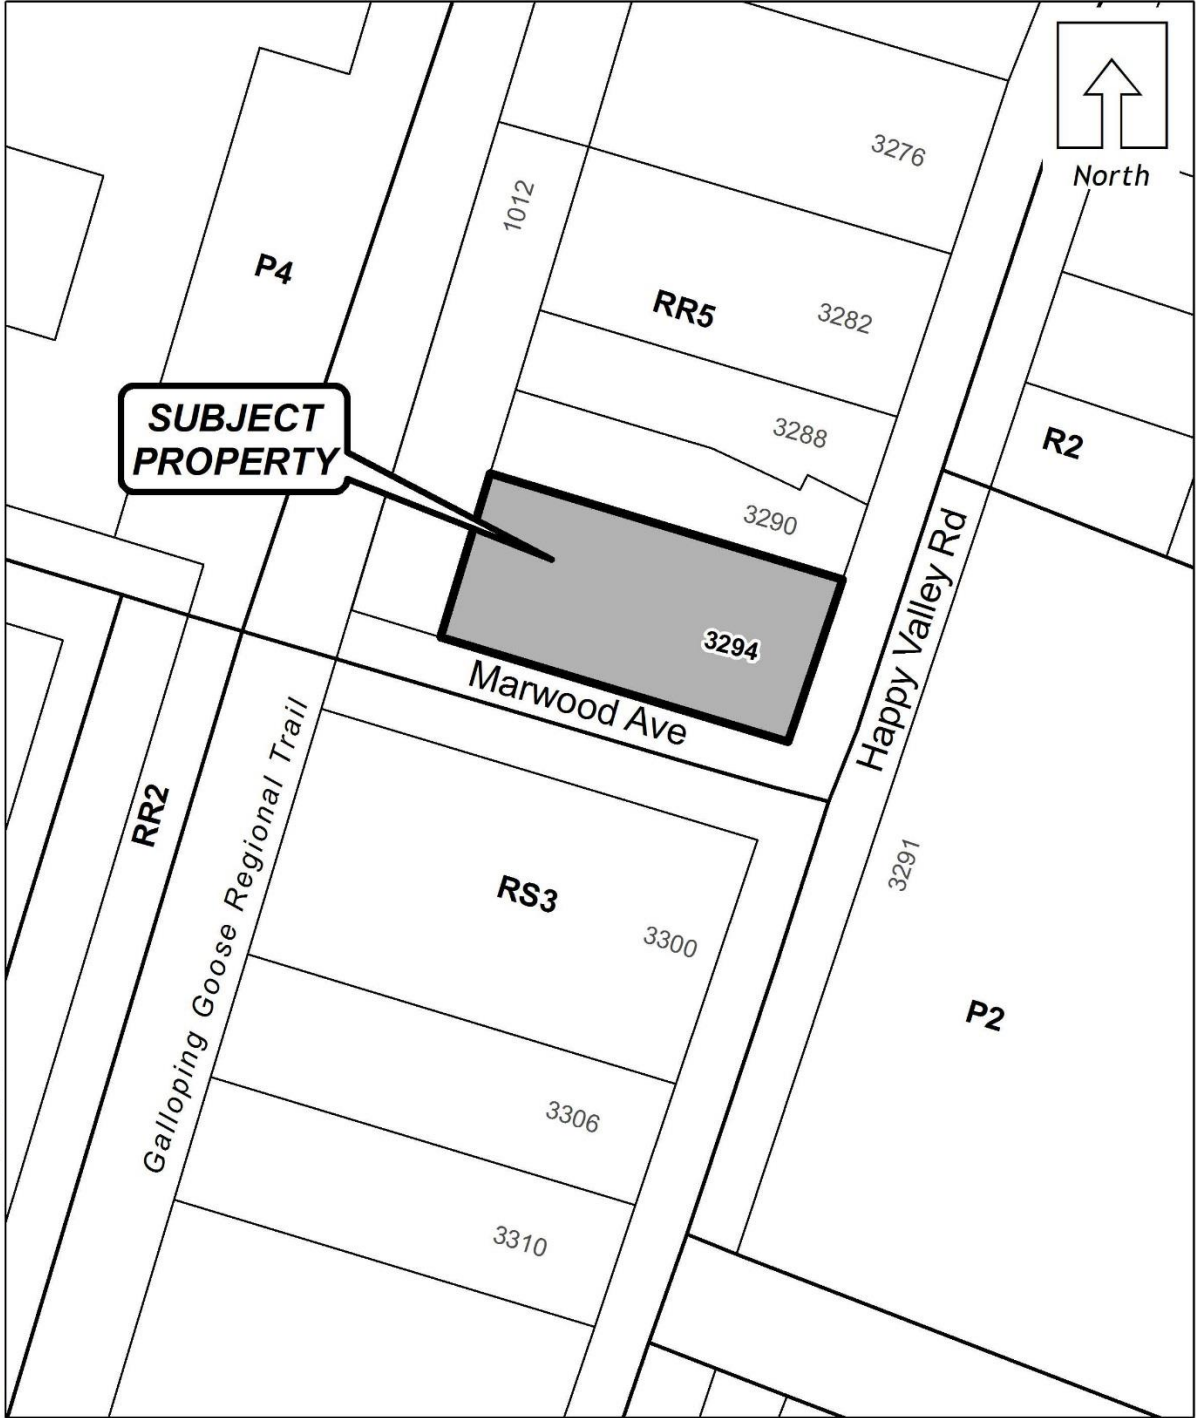 3276
North
1012
P4
RR5
3282
SUBJECT
PROPERTY
3288
R2
3290
Happy Valley Rd
3294
Marwood Ave
Galloping Goose Regional Trail
RR2
3291
RS3
3300
P2
3306
3310